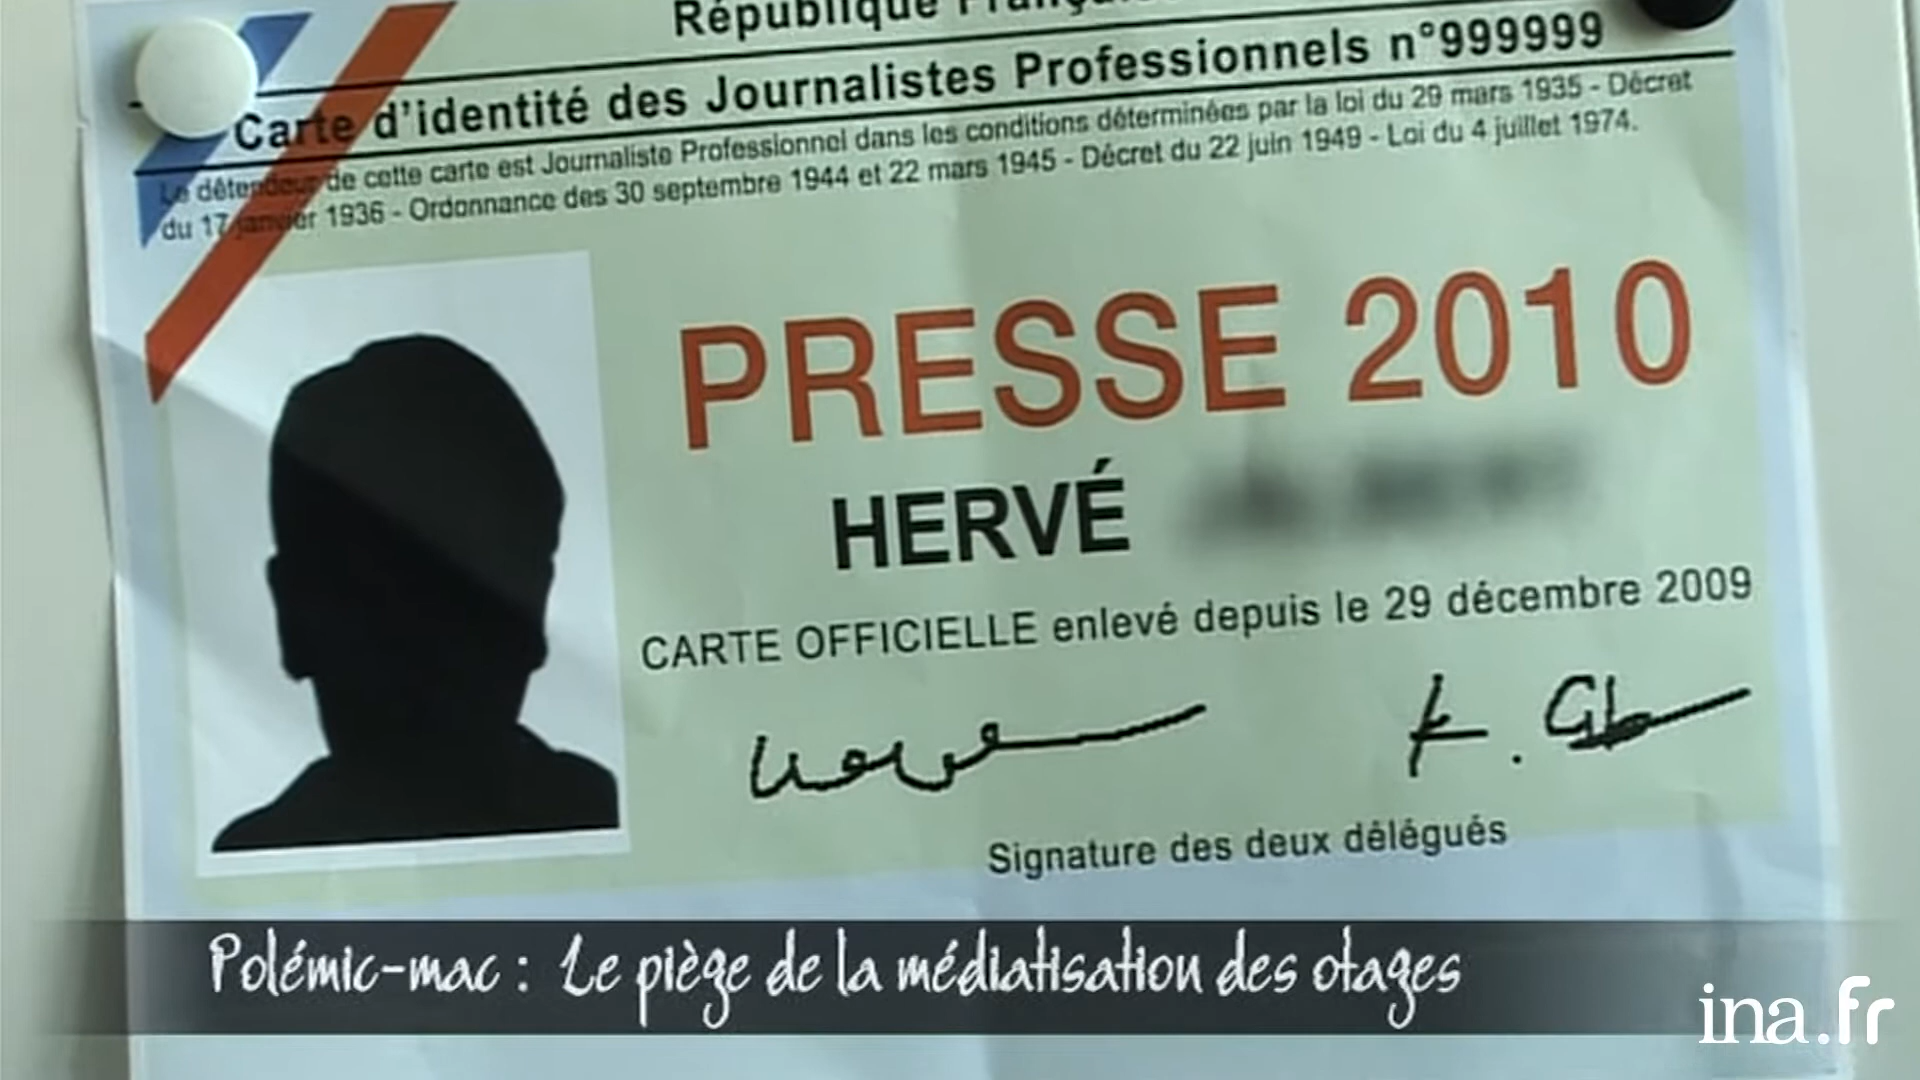 République Française
Carte d'identité des Journalistes Professionnels n°999999
Le détendeur de cette carte est Journaliste Professionnel dans les conditions déterminées par la loi du 29 mars 1935 - Décret
du 17 janvier 1936 - Ordonnance des 30 septembre 1944 et 22 mars 1945 - Décret du 22 juin 1949 - Loi du 4 juillet 1974.
PRESSE 2010
HERVÉ
CARTE OFFICIELLE enlevé depuis le 29 décembre 2009
Signature des deux délégués
Polémic-mac : Le piège de la médiatisation des otages
ina.fr